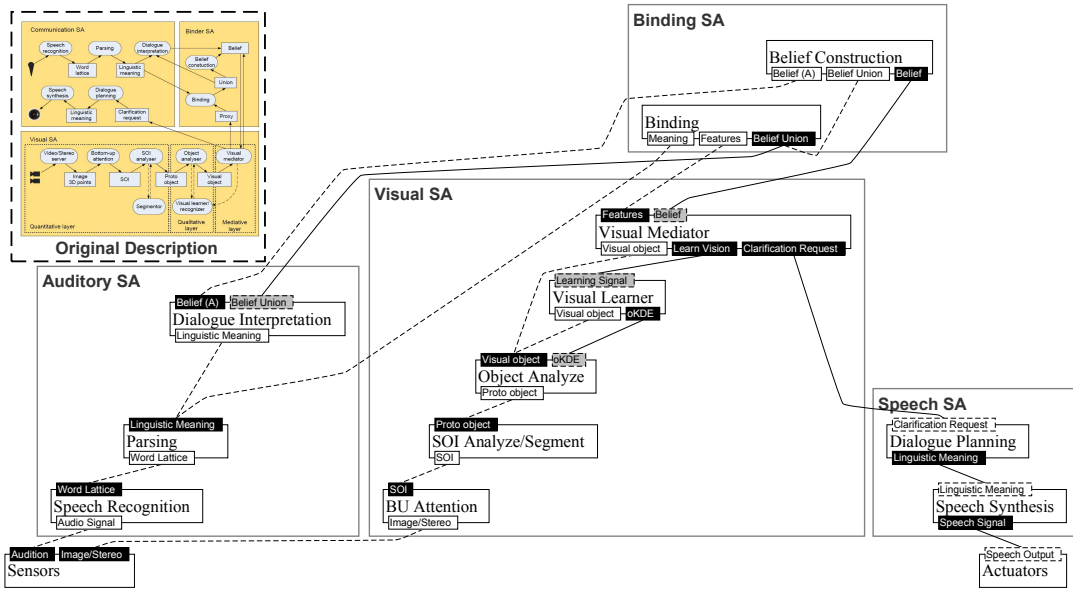 Communication SA
Binder SA
Speech
recognition
Parsing
Dialogue
interpretation
Belief
Word
lattice
Linguistic
meaning
Belief
constuction
Union
Speech
synthesis
Dialogue
planning
Binding
Linguistic
meaning
Clarification
request
Proxy
Visual SA
Video/Stereo
server
Bottom-up
attention
SOI
analyser
Object
analyser
Visual
mediator
Image
3D points
SOI
Proto
object
Visual
object
Segmentor
Visual learner/
recognizer
Quantitative layer
Qualitative
layer
Mediative
layer
Original Description
Binding SA
Belief Construction
Belief (A) Belief Union Belief
Binding
Meaning Features Belief Union
Visual SA
Features Belief
Visual Mediator
Visual object Learn Vision Clarification Request
Learning Signal
Visual Learner
Visual object oKDE
Visual object oKDE
Object Analyze
Proto object
Proto object
SOI Analyze/Segment
SOI
SOI
BU Attention
Image/Stereo
Auditory SA
Belief (A) Belief Union
Dialogue Interpretation
Linguistic Meaning
Linguistic Meaning
Parsing
Word Lattice
Word Lattice
Speech Recognition
Audio Signal
Audition Image/Stereo
Sensors
Speech SA
Clarification Request
Dialogue Planning
Linguistic Meaning
Linguistic Meaning
Speech Synthesis
Speech Signal
Speech Output
Actuators